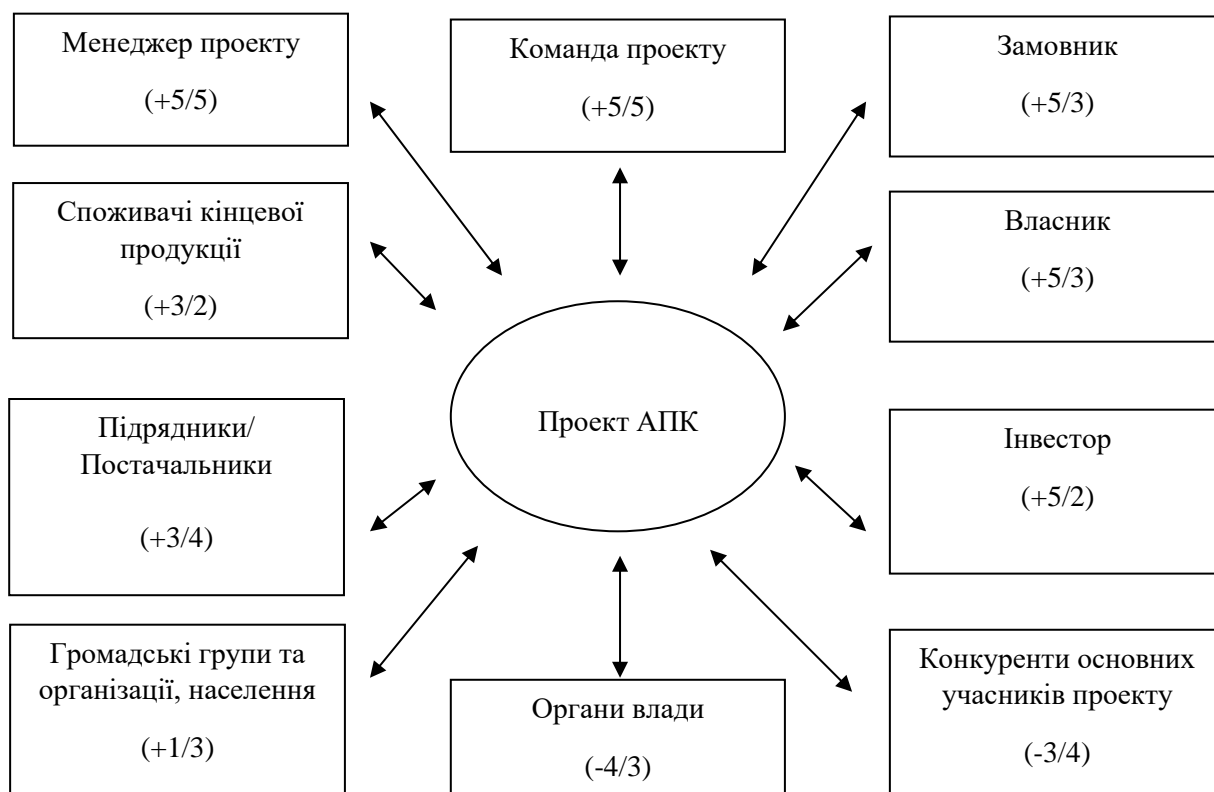 Менеджер проекту
(+5/5)
Команда проекту
(+5/5)
Замовник
(+5/3)
Споживачі кінцевої
продукції
(+3/2)
Власник
(+5/3)
Проект АПК
Підрядники/
Постачальники
(+3/4)
Інвестор
(+5/2)
Громадські групи та
організації, населення
(+1/3)
Органи влади
(-4/3)
Конкуренти основних
учасників проекту
(-3/4)